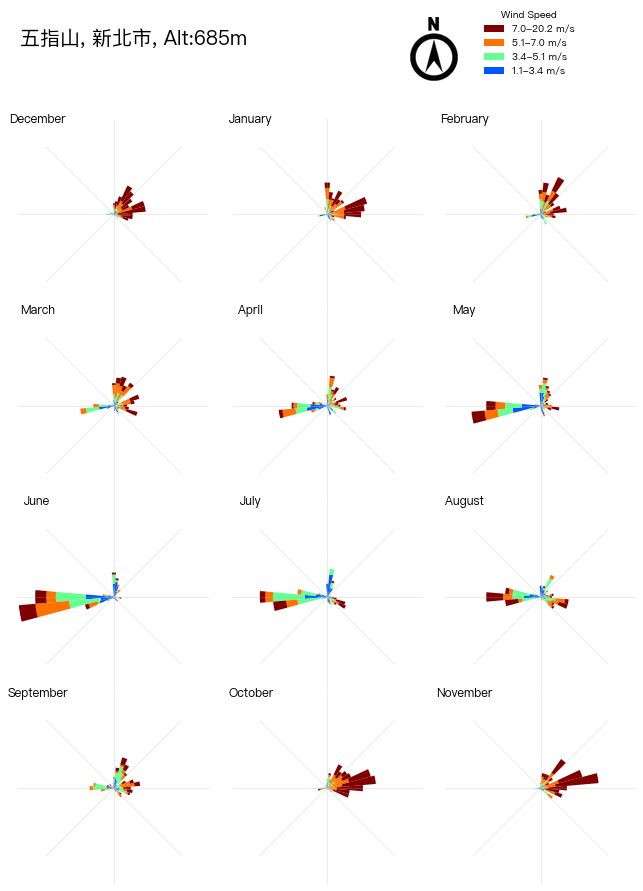 五指山, 新北市, Alt:685m
N
Wind Speed
7.0–20.2 m/s
5.1–7.0 m/s
3.4–5.1 m/s
1.1–3.4 m/s
December
January
February
March
April
May
June
July
August
September
October
November